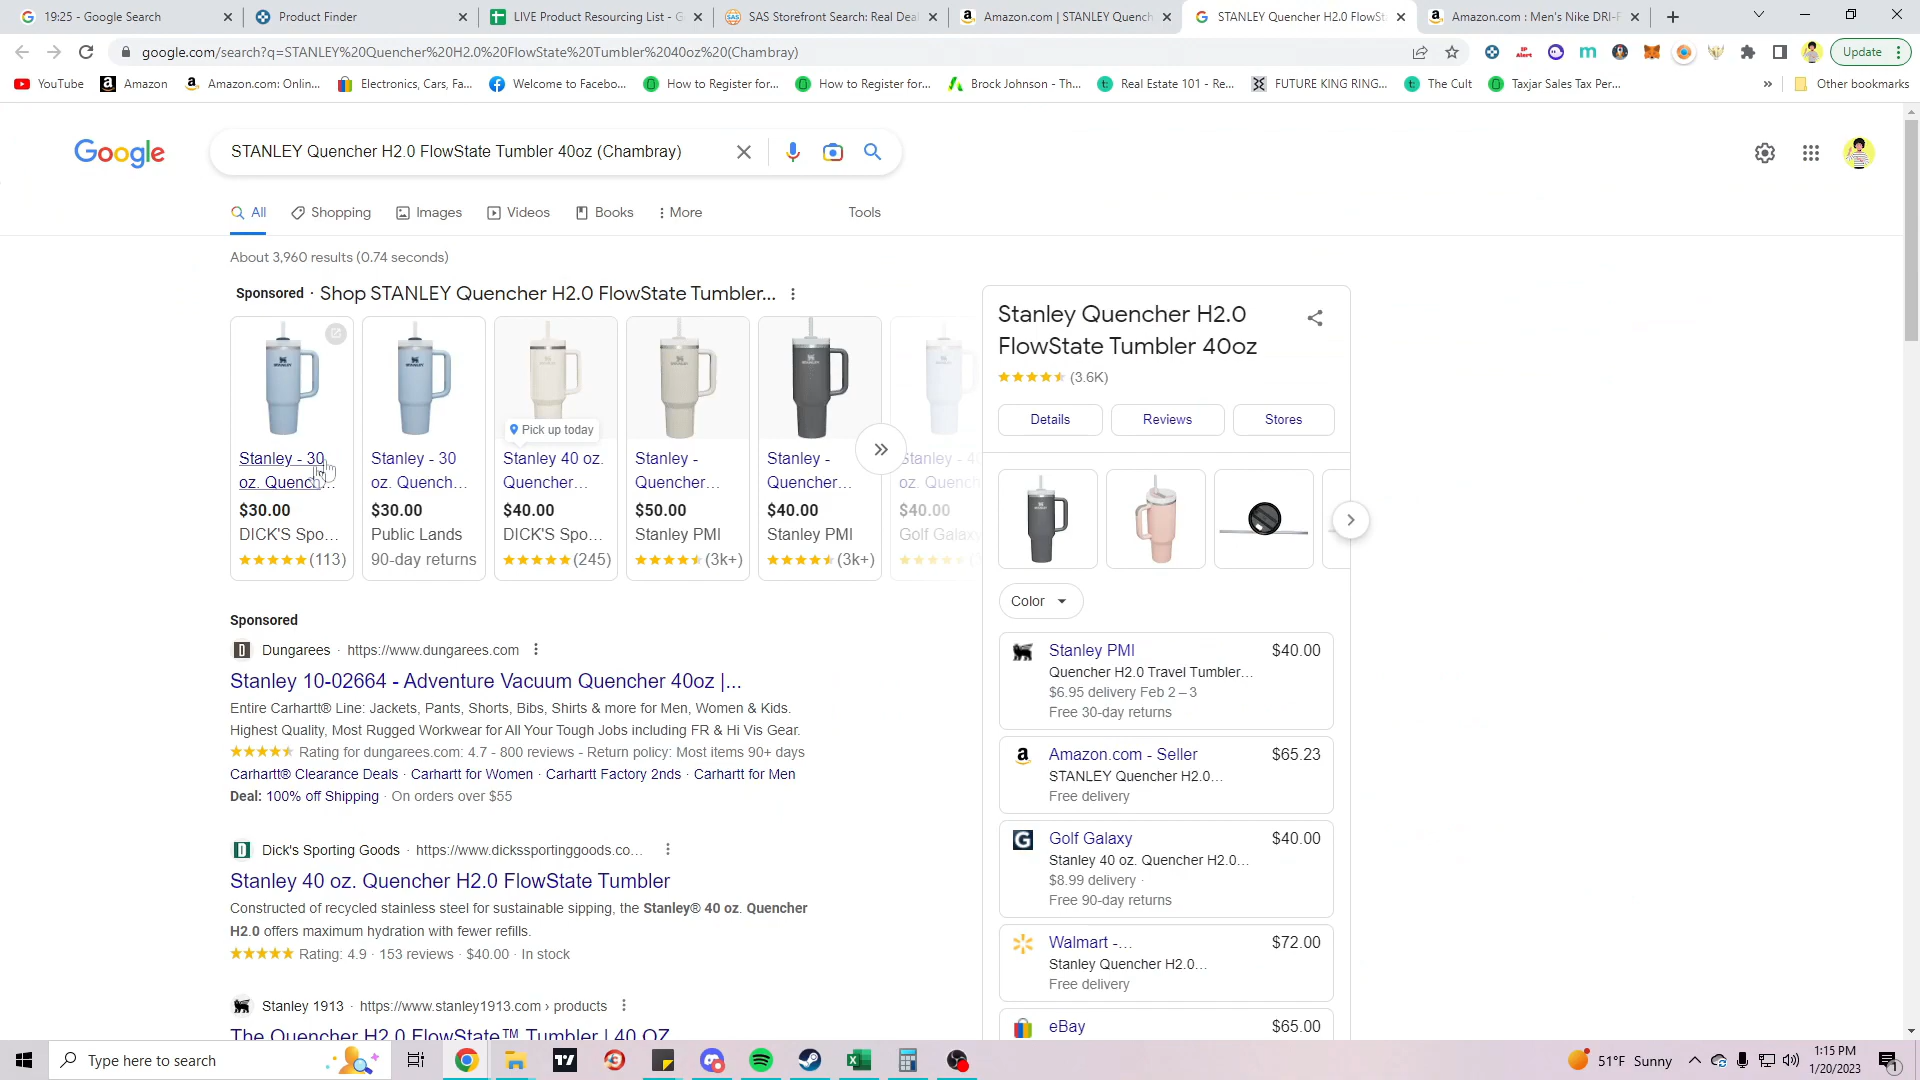 19:25 - Google Search
Product Finder
LIVE Product Resourcing List - G
SAS Storefront Search: Real Deal
Amazon.com | STANLEY Quench
STANLEY Quencher H2.0 FlowSt
Amazon.com : Men's Nike DRI-F
google.com/search?q=STANLEY%20Quencher%20H2.0%20FlowState%20Tumbler%2040oz%20(Chambray)
Update
YouTube
Amazon
Amazon.com: Onlin...
Electronics, Cars, Fa...
Welcome to Facebo...
How to Register for...
How to Register for...
Brock Johnson - Th...
Real Estate 101 - Re...
FUTURE KING RING...
The Cult
Taxjar Sales Tax Per...
»
Other bookmarks
Google
STANLEY Quencher H2.0 FlowState Tumbler 40oz (Chambray)
All
Shopping
Images
Videos
Books
More
Tools
About 3,960 results (0.74 seconds)
Sponsored · Shop STANLEY Quencher H2.0 FlowState Tumbler...
Stanley - 30
oz. Quench...
$30.00
DICK'S Spo...
(113)
Stanley - 30
oz. Quench...
$30.00
Public Lands
90-day returns
Pick up today
Stanley 40 oz.
Quencher...
$40.00
DICK'S Spo...
(245)
Stanley -
Quencher...
$50.00
Stanley PMI
(3k+)
Stanley -
Quencher...
$40.00
Stanley PMI
(3k+)
Stanley - 4
oz. Quench
$40.00
Golf Galaxy
Sponsored
Dungarees · https://www.dungarees.com
Stanley 10-02664 - Adventure Vacuum Quencher 40oz |...
Entire Carhartt® Line: Jackets, Pants, Shorts, Bibs, Shirts & more for Men, Women & Kids.
Highest Quality, Most Rugged Workwear for All Your Tough Jobs including FR & Hi Vis Gear.
Rating for dungarees.com: 4.7 - 800 reviews - Return policy: Most items 90+ days
Carhartt® Clearance Deals · Carhartt for Women · Carhartt Factory 2nds · Carhartt for Men
Deal: 100% off Shipping · On orders over $55
Dick's Sporting Goods · https://www.dickssportinggoods.co...
Stanley 40 oz. Quencher H2.0 FlowState Tumbler
Constructed of recycled stainless steel for sustainable sipping, the Stanley® 40 oz. Quencher
H2.0 offers maximum hydration with fewer refills.
Rating: 4.9 · 153 reviews · $40.00 · In stock
Stanley 1913 · https://www.stanley1913.com › products
The Quencher H2.0 FlowState™ Tumbler | 40 OZ
Stanley Quencher H2.0
FlowState Tumbler 40oz
(3.6K)
Details
Reviews
Stores
Color
Stanley PMI
$40.00
Quencher H2.0 Travel Tumbler...
$6.95 delivery Feb 2 – 3
Free 30-day returns
Amazon.com - Seller
$65.23
STANLEY Quencher H2.0...
Free delivery
Golf Galaxy
$40.00
Stanley 40 oz. Quencher H2.0...
$8.99 delivery ·
Free 90-day returns
Walmart -...
$72.00
Stanley Quencher H2.0...
Free delivery
eBay
$65.00
Type here to search
51°F Sunny
1:15 PM
1/20/2023